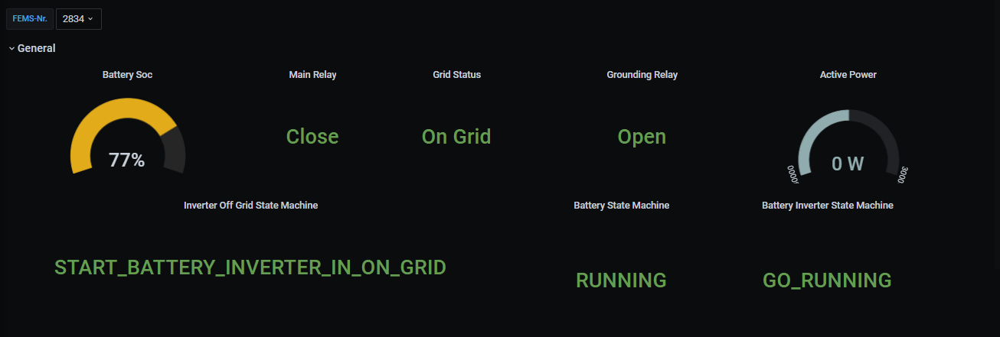 FEMS-Nr. 2834
General
Battery Soc Main Relay Grid Status Grounding Relay Active Power
77% Close On Grid Open 0 W
3000
Inverter Off Grid State Machine Battery State Machine Battery Inverter State Machine
START_BATTERY_INVERTER_IN_ON_GRID RUNNING GO_RUNNING